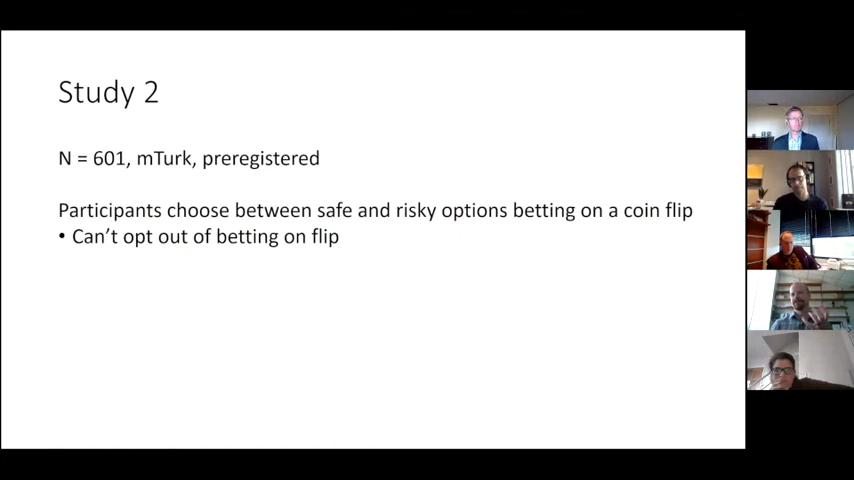 Study 2
N = 601, mTurk, preregistered
Participants choose between safe and risky options betting on a coin flip
• Can’t opt out of betting on flip